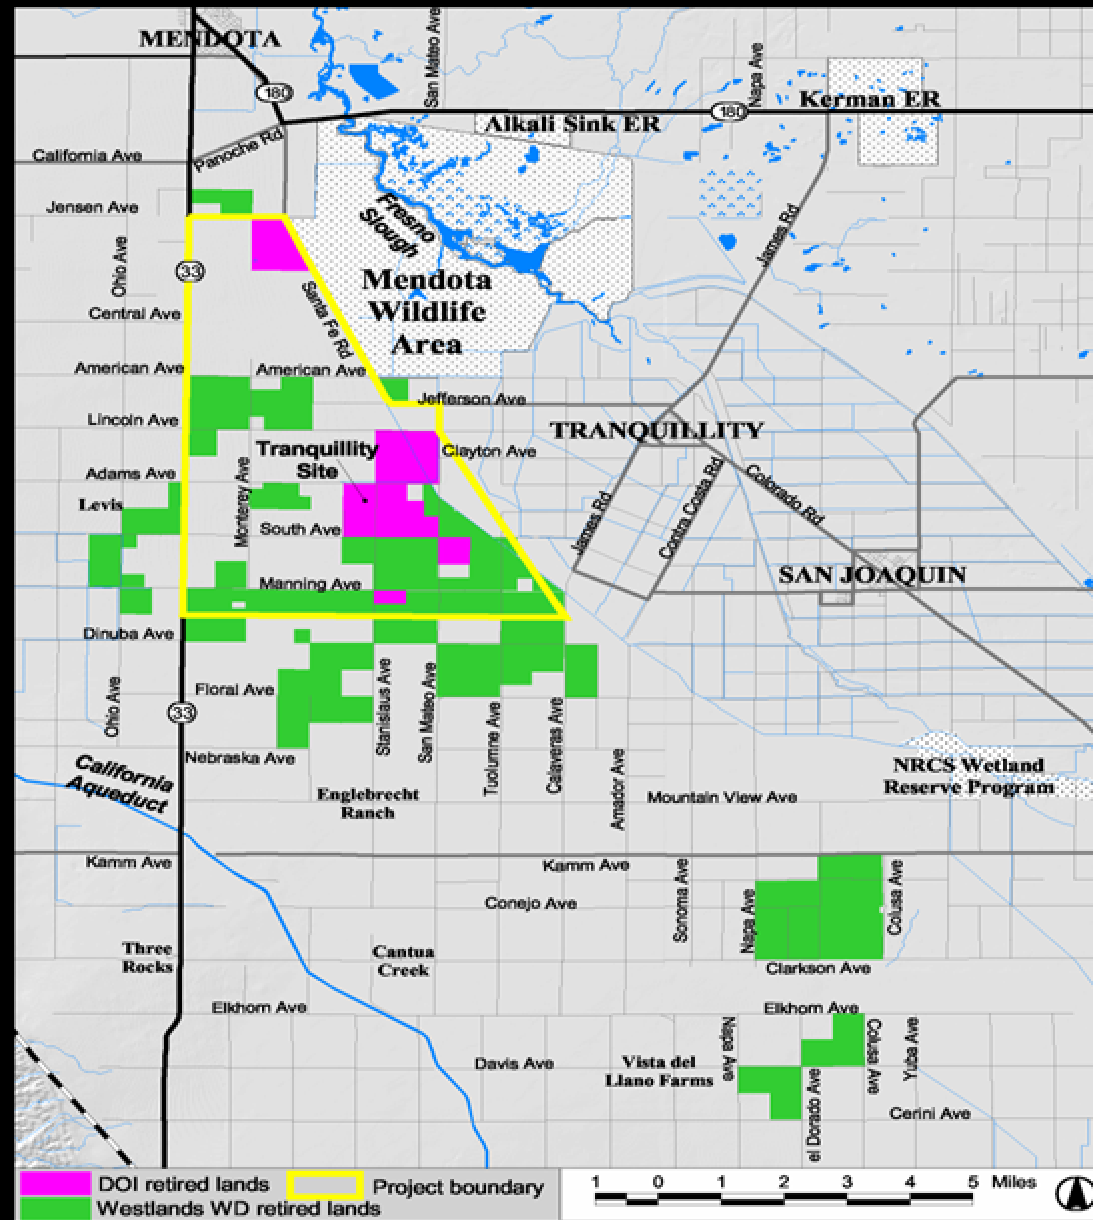 MENDOTA
San Mateo Ave
Napa Ave
180
180
Kerman ER
Alkali Sink ER
Panoche Rd
California Ave
Jensen Ave
Fresno
Slough
James Rd
Ohio Ave
33
Mendota
Wildlife
Area
Santa Fe Rd
Central Ave
American Ave
American Ave
Jefferson Ave
Lincoln Ave
TRANQUILLITY
Tranquillity
Site
Clayton Ave
Adams Ave
Monterey Ave
Levis
James Rd
Contra Costa Rd
Colorado Rd
South Ave
SAN JOAQUIN
Manning Ave
Dinuba Ave
Ohio Ave
Floral Ave
33
Stanislaus Ave
San Mateo Ave
Tuolumne Ave
Calaveras Ave
Amador Ave
Nebraska Ave
California
Aqueduct
NRCS Wetland
Reserve Program
Englebrecht
Ranch
Mountain View Ave
Kamm Ave
Kamm Ave
Sonoma Ave
Napa Ave
Colusa Ave
Conejo Ave
Three
Rocks
Cantua
Creek
Clarkson Ave
Elkhorn Ave
Elkhorn Ave
Napa Ave
Colusa Ave
Yuba Ave
Davis Ave
Vista del
Llano Farms
el Dorado Ave
Cerini Ave
DOI retired lands
Project boundary
Westlands WD retired lands
1 0 1 2 3 4 5 Miles